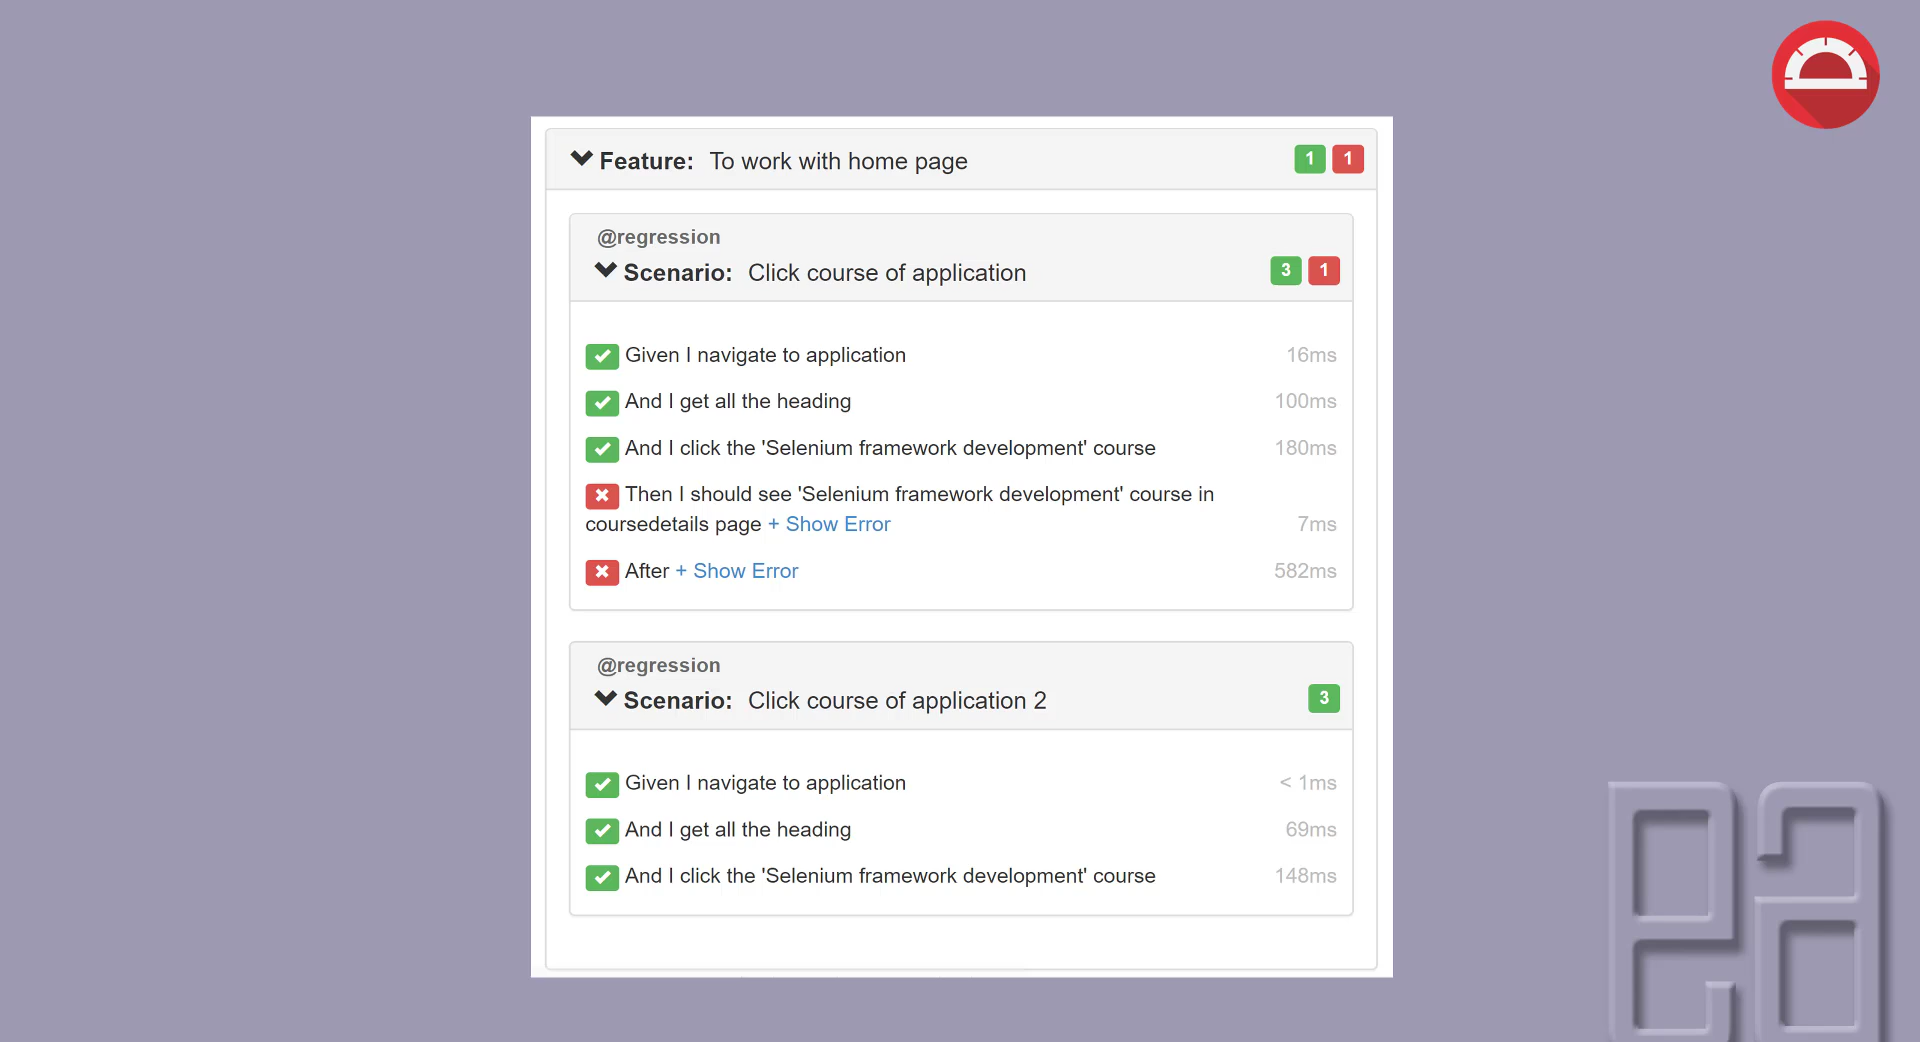 Feature: To work with home page 1 1
@regression
Scenario: Click course of application 3 1
Given I navigate to application 16ms
And I get all the heading 100ms
And I click the 'Selenium framework development' course 180ms
Then I should see 'Selenium framework development' course in
coursedetails page + Show Error 7ms
After + Show Error 582ms
@regression
Scenario: Click course of application 2 3
Given I navigate to application < 1ms
And I get all the heading 69ms
And I click the 'Selenium framework development' course 148ms
ea